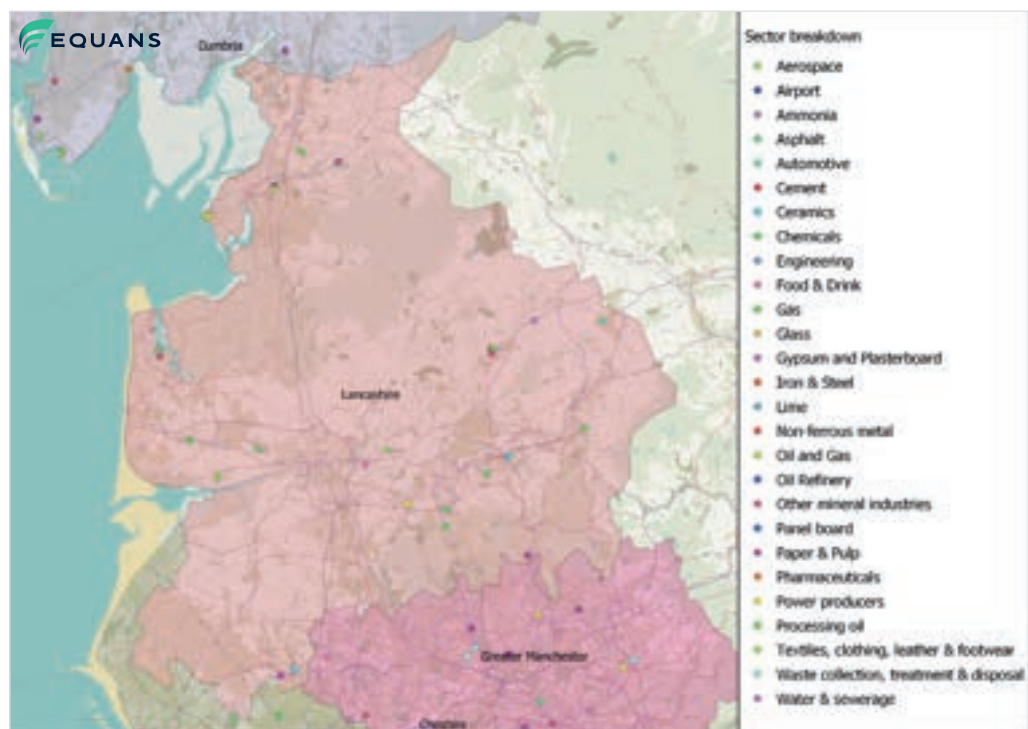 EQUANS
Cumbria
Lancashire
Greater Manchester
Cheshire
Sector breakdown
Aerospace
Airport
Ammonia
Asphalt
Automotive
Cement
Ceramics
Chemicals
Engineering
Food & Drink
Gas
Glass
Gypsum and Plasterboard
Iron & Steel
Lime
Non-ferrous metal
Oil and Gas
Oil Refinery
Other mineral industries
Panel board
Paper & Pulp
Pharmaceuticals
Power producers
Processing oil
Textiles, clothing, leather & footwear
Waste collection, treatment & disposal
Water & sewerage